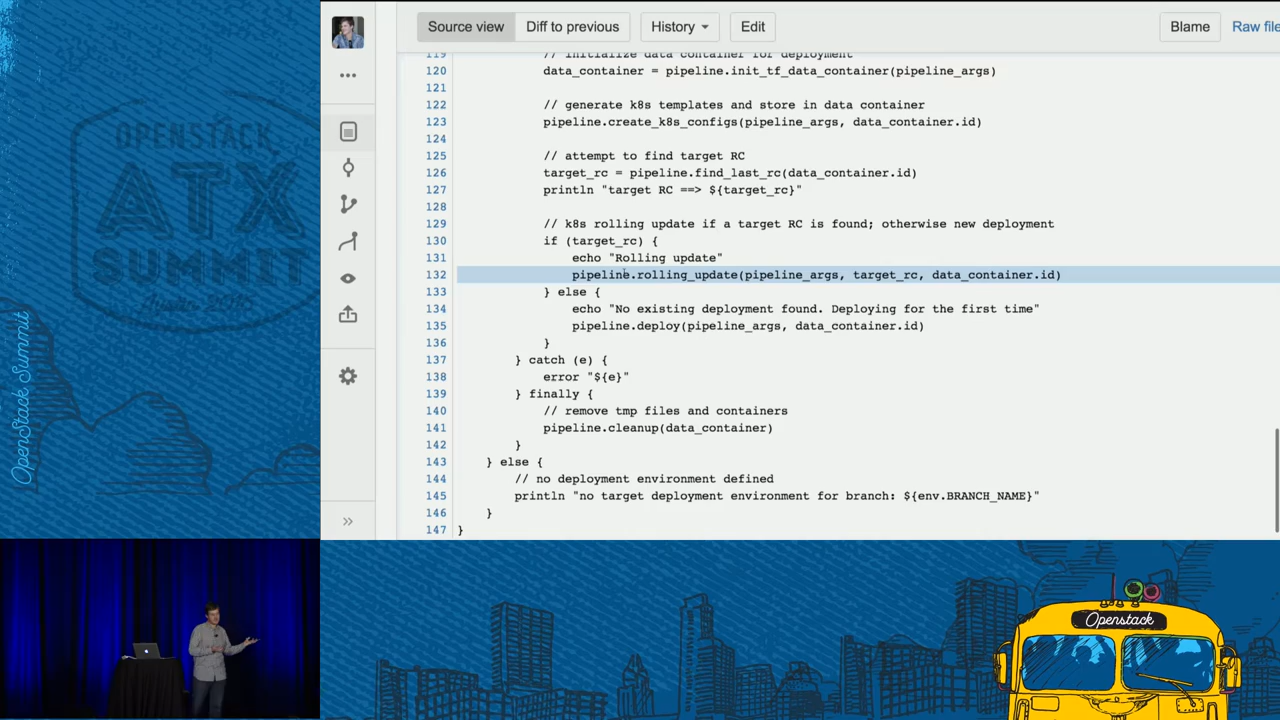 Source view
Diff to previous
History
Edit
Blame
Raw file
119 // initialize data container for deployment
120 data_container = pipeline.init_tf_data_container(pipeline_args)
121
122 // generate k8s templates and store in data container
123 pipeline.create_k8s_configs(pipeline_args, data_container.id)
124
125 // attempt to find target RC
126 target_rc = pipeline.find_last_rc(data_container.id)
127 println "target RC ==> ${target_rc}"
128
129 // k8s rolling update if a target RC is found; otherwise new deployment
130 if (target_rc) {
131 echo "Rolling update"
132 pipeline.rolling_update(pipeline_args, target_rc, data_container.id)
133 } else {
134 echo "No existing deployment found. Deploying for the first time"
135 pipeline.deploy(pipeline_args, data_container.id)
136 }
137 } catch (e) {
138 error "${e}"
139 } finally {
140 // remove tmp files and containers
141 pipeline.cleanup(data_container)
142 }
143 } else {
144 // no deployment environment defined
145 println "no target deployment environment for branch: ${env.BRANCH_NAME}"
146 }
147 }
OPENSTACK
ATX
SUMMIT
OpenStack Summit
Openstack